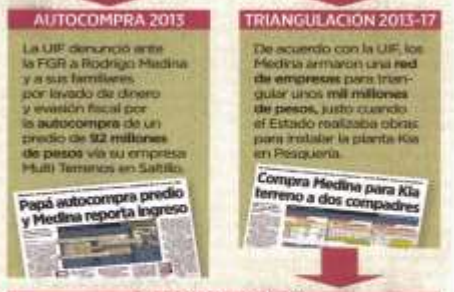 AUTOCOMPRA 2013
La UIF denunció ante
la FGR a Rodrigo Medina
y a sus familiares
por lavado de dinero
y evasión fiscal por
la autocompra de un
predio de 92 millones
de pesos vía su empresa
Multi Terrenos en Saltillo.
Papá autocompra predio
y Medina reporta ingreso
TRIANGULACIÓN 2013-17
De acuerdo con la UIF, los
Medina armaron una red
de empresas para trian-
gular unos mil millones
de pesos, justo cuando
el Estado realizaba obras
para instalar la planta Kia
en Pesquería.
Compra Medina para Kia
terreno a dos compadres